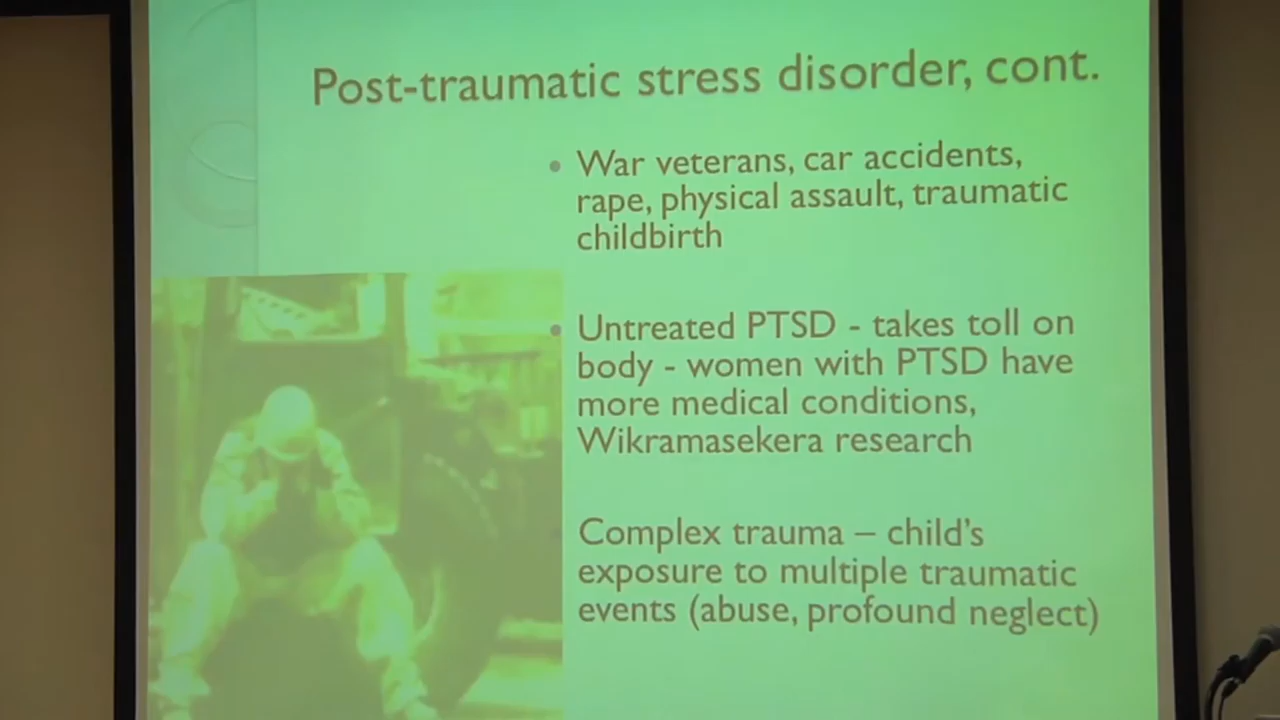 Post-traumatic stress disorder, cont.
• War veterans, car accidents,
rape, physical assault, traumatic
childbirth
• Untreated PTSD - takes toll on
body - women with PTSD have
more medical conditions,
Wikramasekera research
Complex trauma – child's
exposure to multiple traumatic
events (abuse, profound neglect)